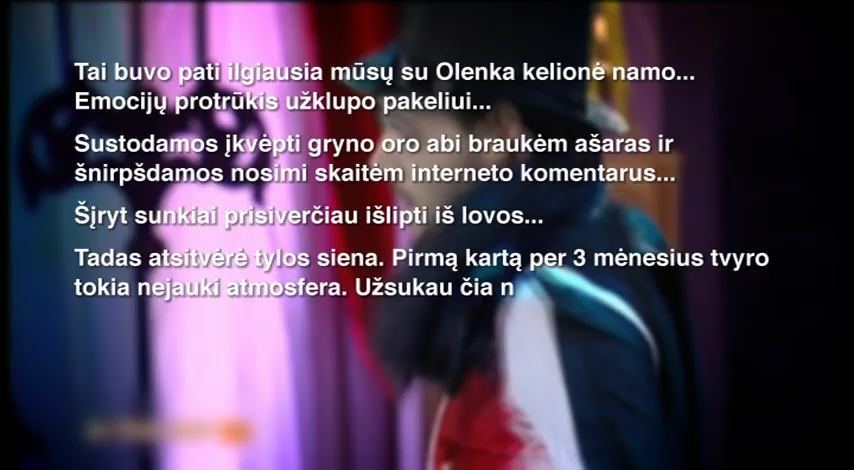 Tai buvo pati ilgiausia mūsų su Olenka kelionė namo...
Emocijų protrūkis užklupo pakeliui...
Sustodamos įkvėpti gryno oro abi braukėm ašaras ir
šnirpšdamos nosimi skaitėm interneto komentarus...
Šįryt sunkiai prisiverčiau išlipti iš lovos...
Tadas atsitvėrė tylos siena. Pirmą kartą per 3 mėnesius tvyro
tokia nejauki atmosfera. Užsukau čia n